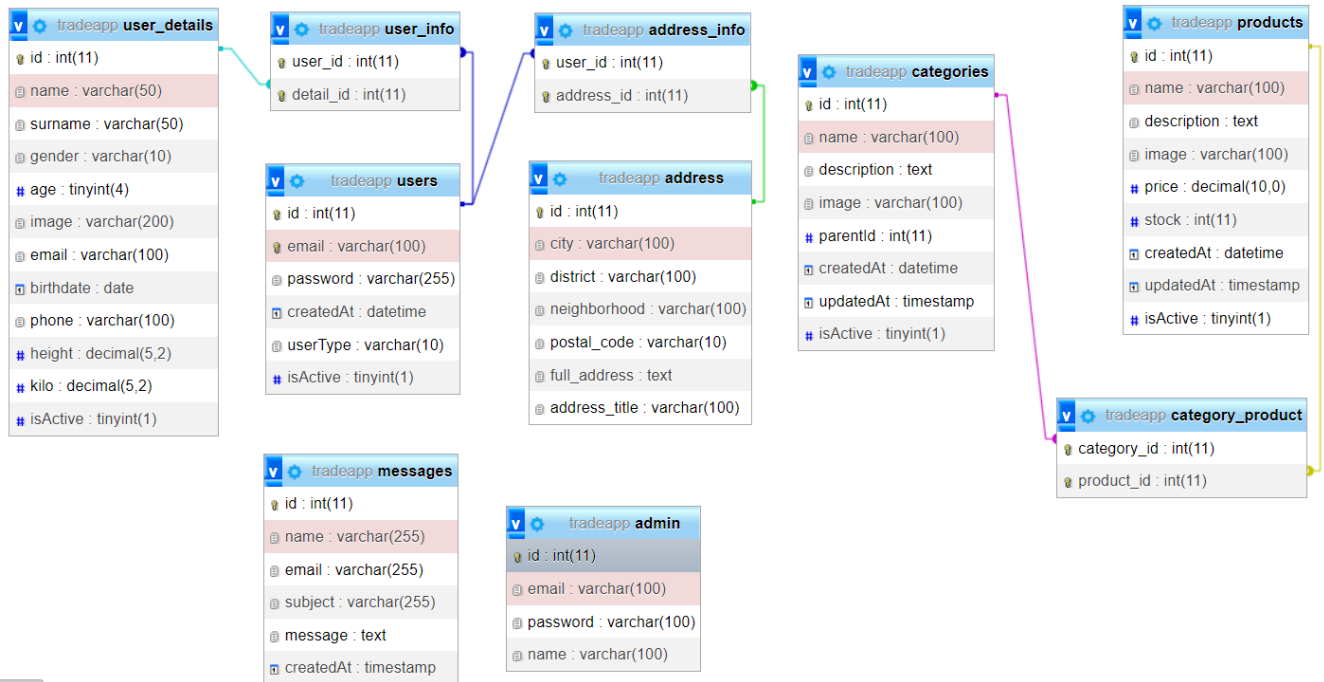 tradeapp user_details
id : int(11)
name : varchar(50)
surname : varchar(50)
gender : varchar(10)
age : tinyint(4)
image : varchar(200)
email : varchar(100)
birthdate : date
phone : varchar(100)
height : decimal(5,2)
kilo : decimal(5,2)
isActive : tinyint(1)
tradeapp user_info
user_id : int(11)
detail_id : int(11)
tradeapp users
id : int(11)
email : varchar(100)
password : varchar(255)
createdAt : datetime
userType : varchar(10)
isActive : tinyint(1)
tradeapp messages
id : int(11)
name : varchar(255)
email : varchar(255)
subject : varchar(255)
message : text
createdAt : timestamp
tradeapp address_info
user_id : int(11)
address_id : int(11)
tradeapp address
id : int(11)
city : varchar(100)
district : varchar(100)
neighborhood : varchar(100)
postal_code : varchar(10)
full_address : text
address_title : varchar(100)
tradeapp admin
id : int(11)
email : varchar(100)
password : varchar(100)
name : varchar(100)
tradeapp categories
id : int(11)
name : varchar(100)
description : text
image : varchar(100)
parentId : int(11)
createdAt : datetime
updatedAt : timestamp
isActive : tinyint(1)
tradeapp products
id : int(11)
name : varchar(100)
description : text
image : varchar(100)
price : decimal(10,0)
stock : int(11)
createdAt : datetime
updatedAt : timestamp
isActive : tinyint(1)
tradeapp category_product
category_id : int(11)
product_id : int(11)